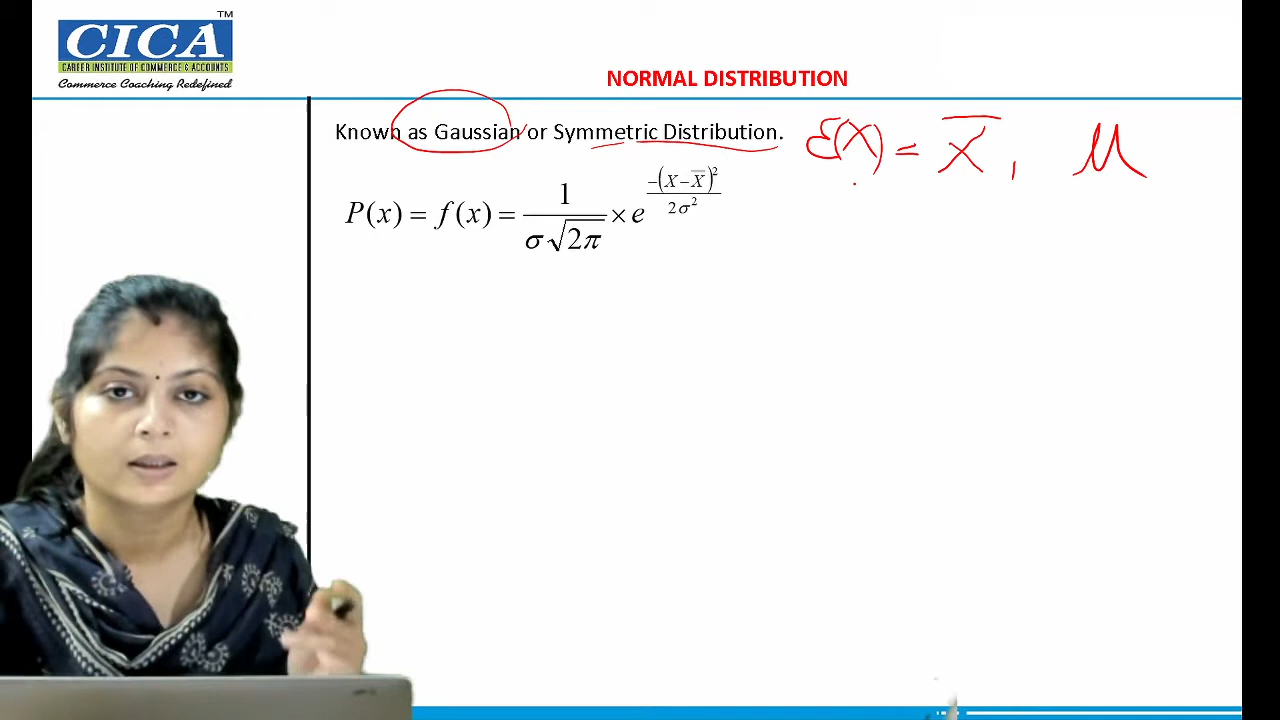 TM
CICA
CAREER INSTITUTE OF COMMERCE & ACCOUNTS
Commerce Coaching Redefined
NORMAL DISTRIBUTION
Known as Gaussian or Symmetric Distribution.
E(X) = X̅, μ
P(x) = f(x) = 1/(σ√2π) × e^(−(X−X̅)²/2σ²)